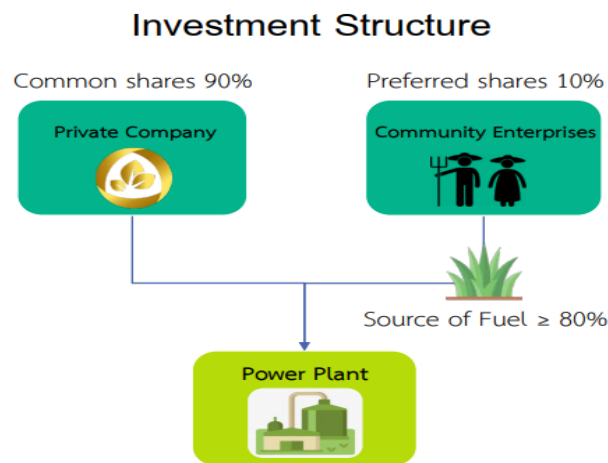 Investment Structure
Common shares 90%
Preferred shares 10%
Private Company
Community Enterprises
Source of Fuel ≥ 80%
Power Plant